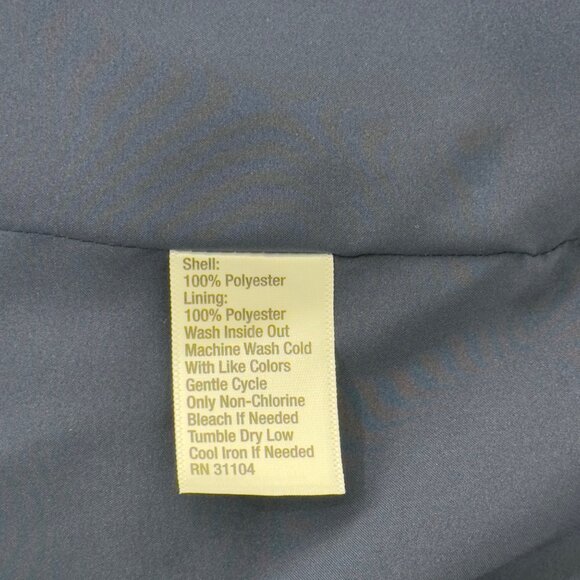 Shell:
100% Polyester
Lining:
100% Polyester
Wash Inside Out
Machine Wash Cold
With Like Colors
Gentle Cycle
Only Non-Chlorine
Bleach If Needed
Tumble Dry Low
Cool Iron If Needed
RN 31104